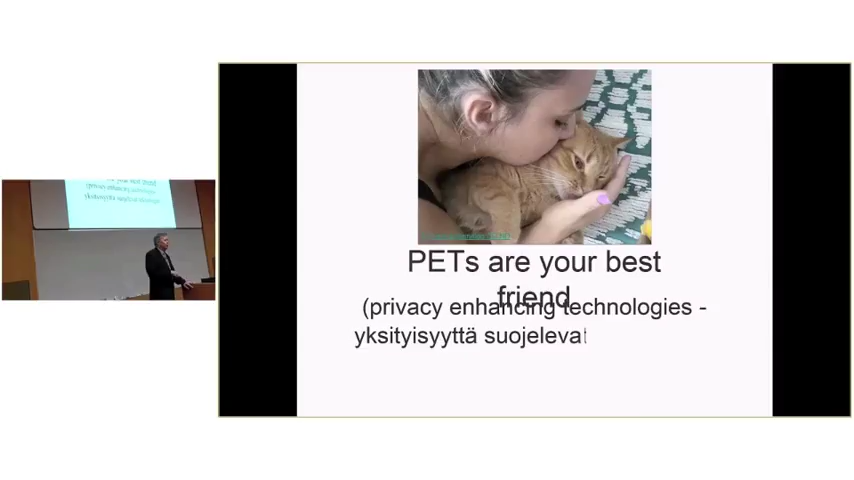 PETs are your best
friend
(privacy enhancing technologies -
yksityisyyttä suojelevat